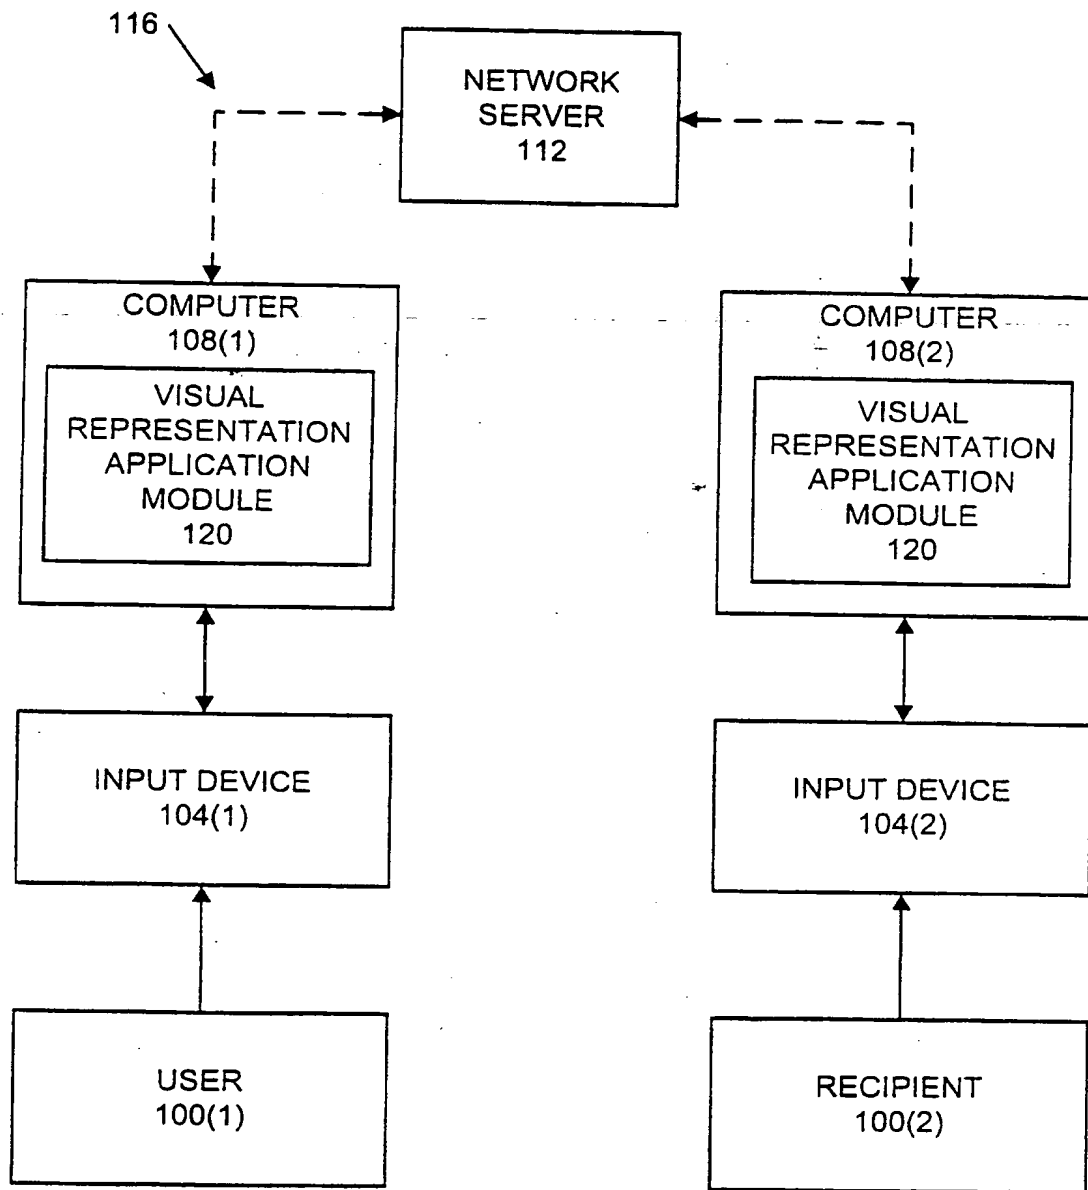 116
NETWORK
SERVER
112
COMPUTER
108(1)
VISUAL
REPRESENTATION
APPLICATION
MODULE
120
COMPUTER
108(2)
VISUAL
REPRESENTATION
APPLICATION
MODULE
120
INPUT DEVICE
104(1)
INPUT DEVICE
104(2)
USER
100(1)
RECIPIENT
100(2)